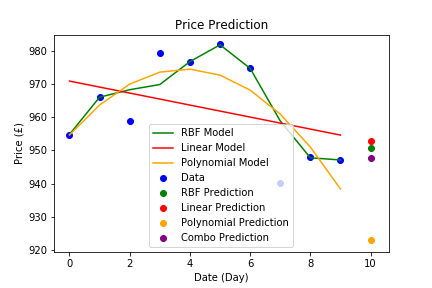 Price Prediction
980
970
960
950
940
930
920
Price (£)
RBF Model
Linear Model
Polynomial Model
Data
RBF Prediction
Linear Prediction
Polynomial Prediction
Combo Prediction
0
2
4
6
8
10
Date (Day)